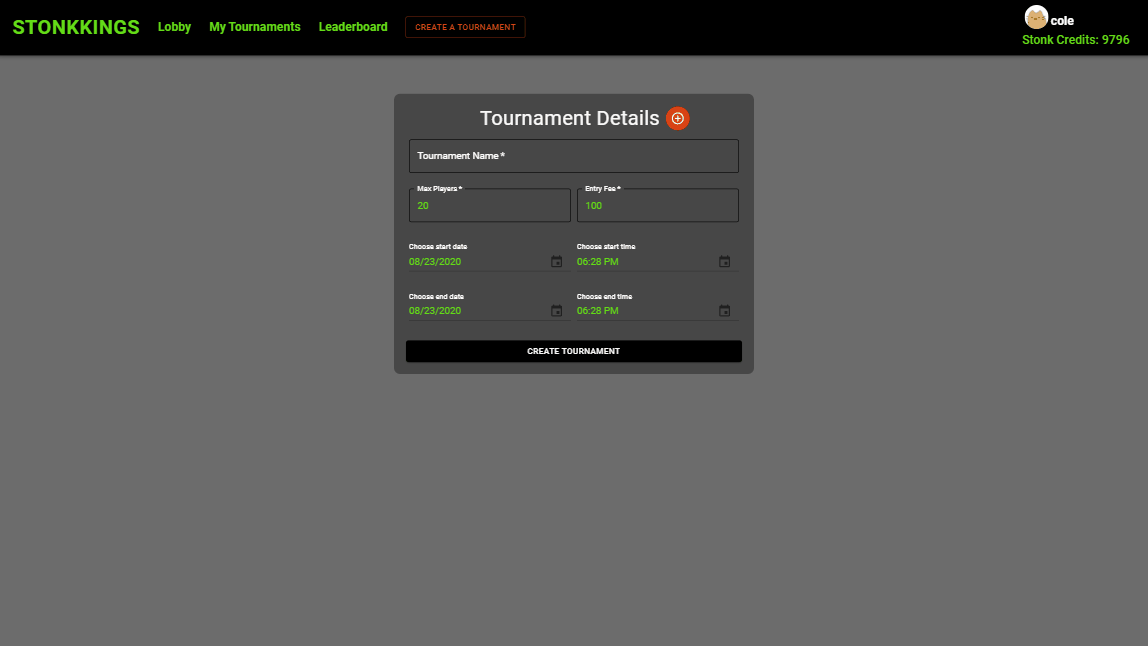 STONKKINGS Lobby My Tournaments Leaderboard CREATE A TOURNAMENT cole
Stonk Credits: 9796
Tournament Details
Tournament Name *
Max Players * Entry Fee *
20 100
Choose start date Choose start time
08/23/2020 06:28 PM
Choose end date Choose end time
08/23/2020 06:28 PM
CREATE TOURNAMENT